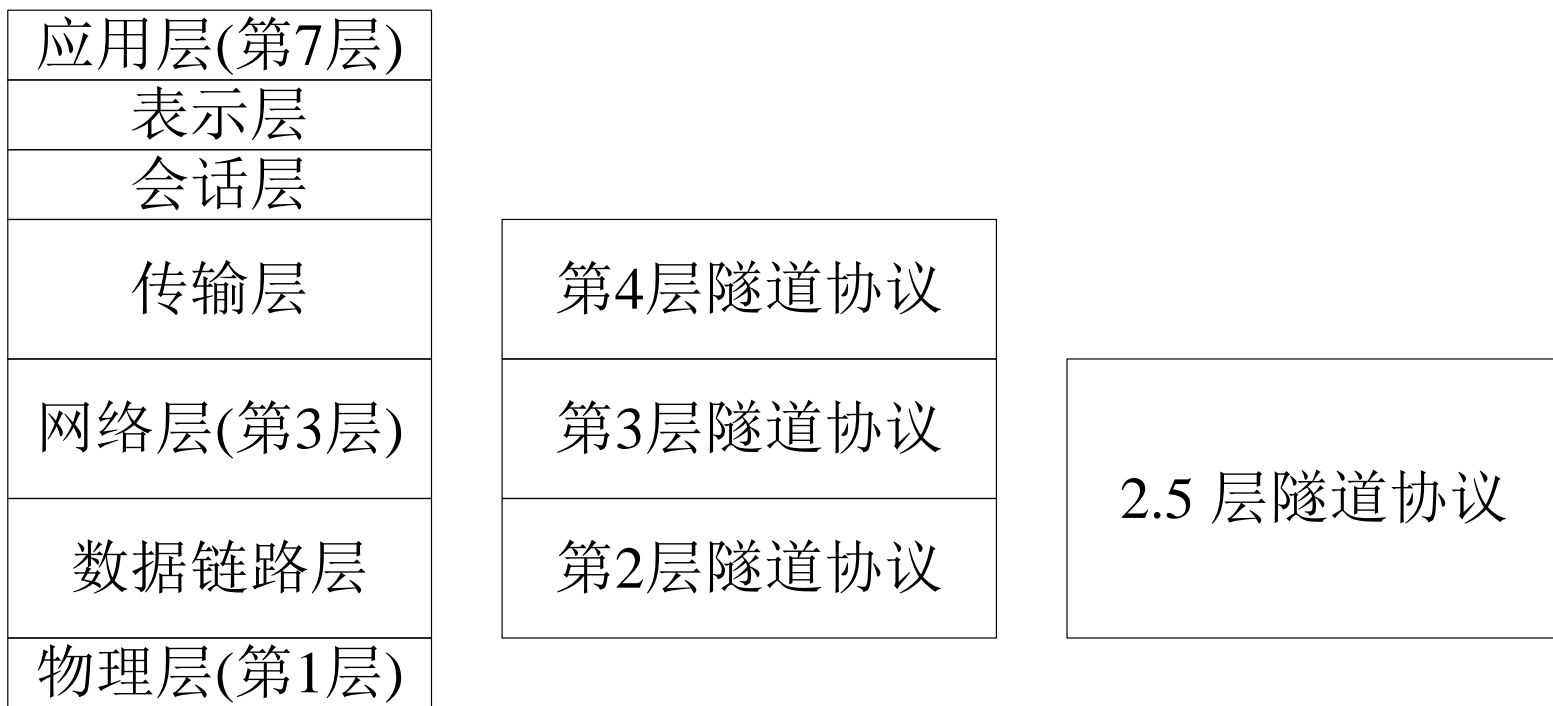 应用层(第7层)
表示层
会话层
传输层
网络层(第3层)
数据链路层
物理层(第1层)
第4层隧道协议
第3层隧道协议
第2层隧道协议
2.5 层隧道协议